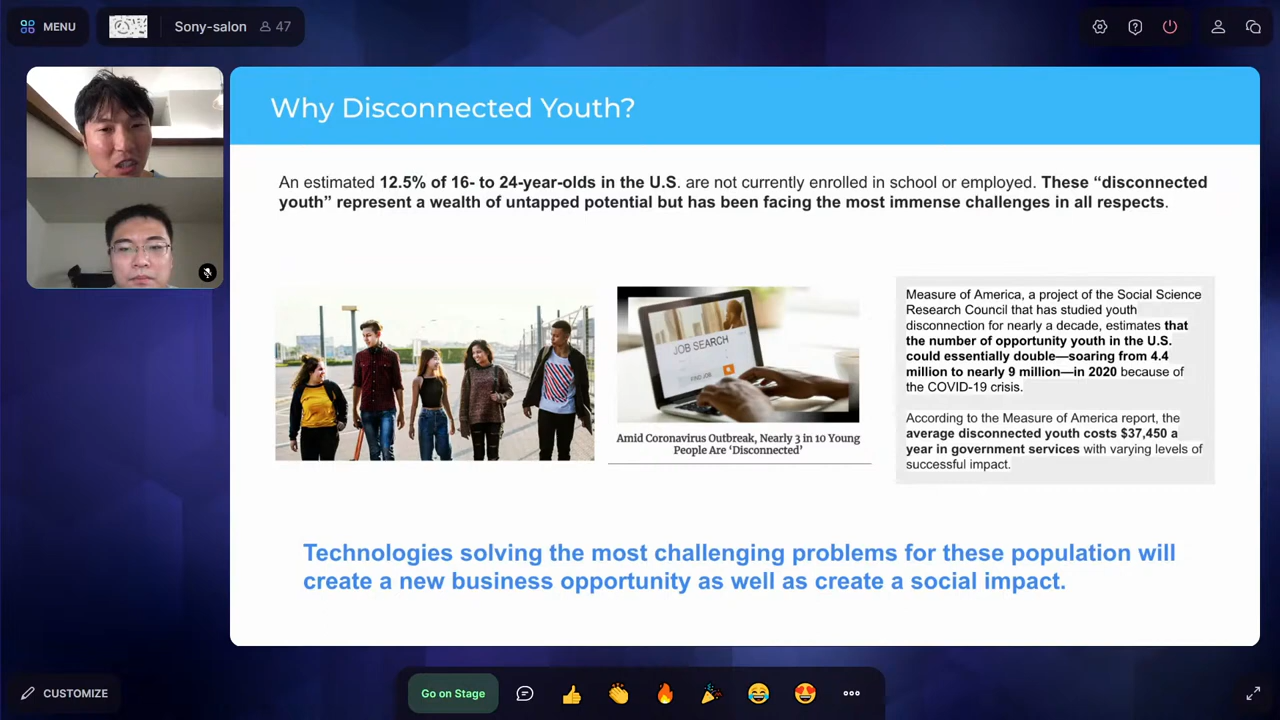 MENU
Sony-salon
47
Why Disconnected Youth?
An estimated 12.5% of 16- to 24-year-olds in the U.S. are not currently enrolled in school or employed. These “disconnected
youth” represent a wealth of untapped potential but has been facing the most immense challenges in all respects.
JOB SEARCH
FIND JOB
Amid Coronavirus Outbreak, Nearly 3 in 10 Young
People Are ‘Disconnected’
Measure of America, a project of the Social Science
Research Council that has studied youth
disconnection for nearly a decade, estimates that
the number of opportunity youth in the U.S.
could essentially double—soaring from 4.4
million to nearly 9 million—in 2020 because of
the COVID-19 crisis.
According to the Measure of America report, the
average disconnected youth costs $37,450 a
year in government services with varying levels of
successful impact.
Technologies solving the most challenging problems for these population will
create a new business opportunity as well as create a social impact.
CUSTOMIZE
Go on Stage